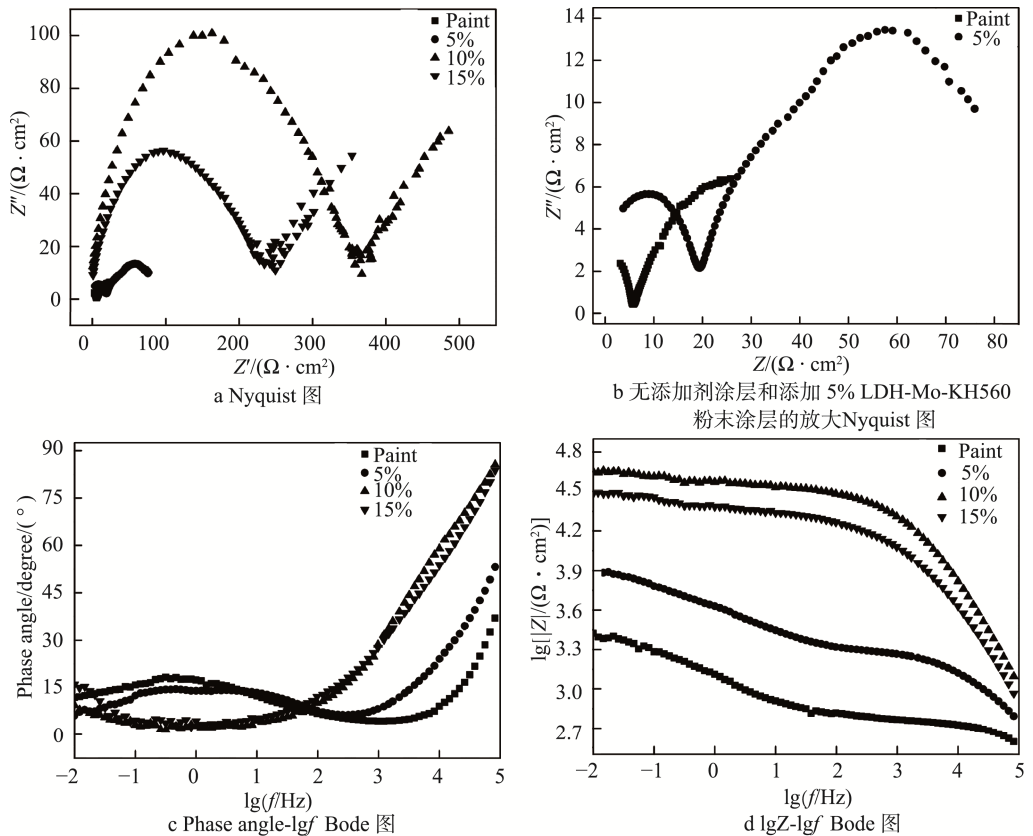 Z″/(Ω · cm²)
100
80
60
40
20
0
Paint
5%
10%
15%
0 100 200 300 400 500
Z′/(Ω · cm²)
a Nyquist 图
Z″/(Ω · cm²)
14
12
10
8
6
4
2
0
Paint
5%
0 10 20 30 40 50 60 70 80
Z/(Ω · cm²)
b 无添加剂涂层和添加 5% LDH-Mo-KH560
粉末涂层的放大Nyquist 图
Phase angle/degree/(°)
90
75
60
45
30
15
0
Paint
5%
10%
15%
−2 −1 0 1 2 3 4 5
lg(f/Hz)
c Phase angle-lgf Bode 图
lg[|Z|/(Ω · cm²)]
4.8
4.5
4.2
3.9
3.6
3.3
3.0
2.7
Paint
5%
10%
15%
−2 −1 0 1 2 3 4 5
lg(f/Hz)
d lgZ-lgf Bode 图